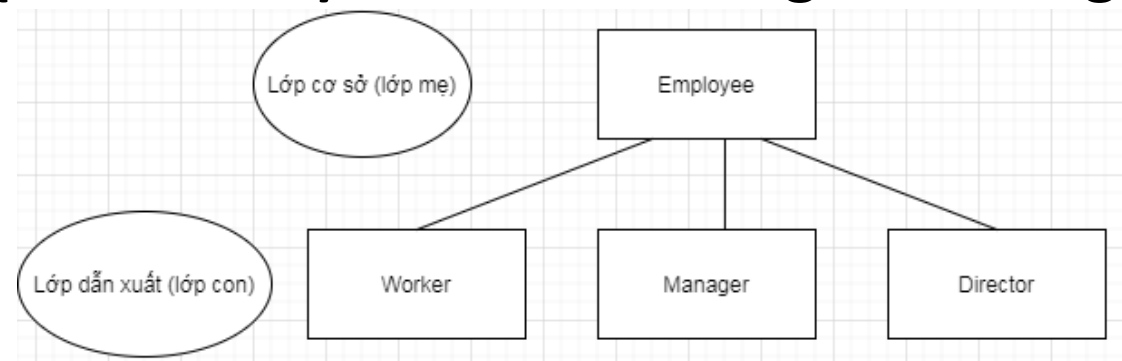 Lớp cơ sở (lớp mẹ)
Employee
Lớp dẫn xuất (lớp con)
Worker
Manager
Director